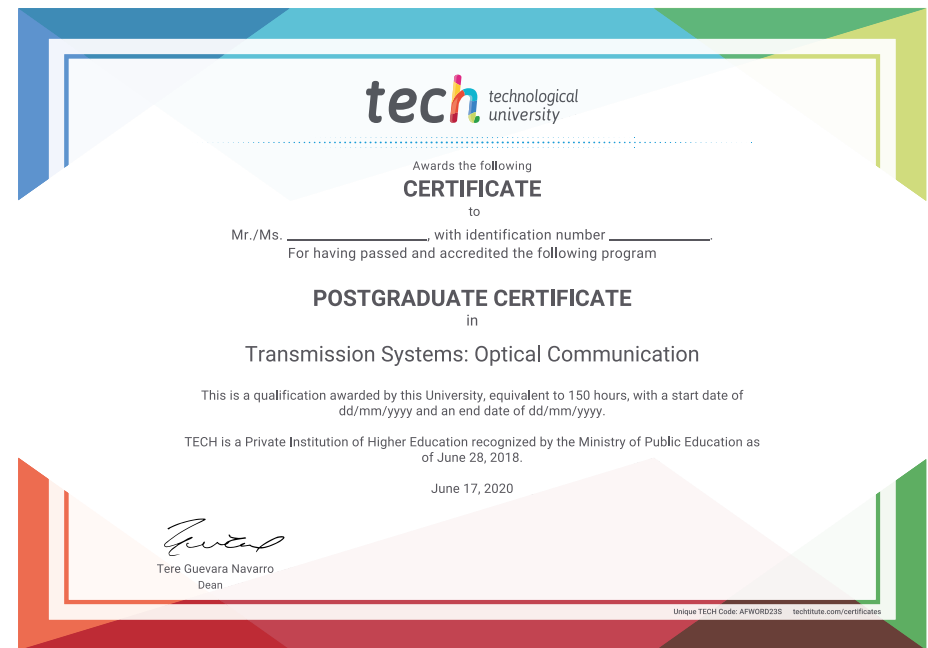 tech technological
university
Awards the following
CERTIFICATE
to
Mr./Ms. ____________________, with identification number ______________.
For having passed and accredited the following program
POSTGRADUATE CERTIFICATE
in
Transmission Systems: Optical Communication
This is a qualification awarded by this University, equivalent to 150 hours, with a start date of
dd/mm/yyyy and an end date of dd/mm/yyyy.
TECH is a Private Institution of Higher Education recognized by the Ministry of Public Education as
of June 28, 2018.
June 17, 2020
Tere Guevara Navarro
Dean
Unique TECH Code: AFWORD23S techtitute.com/certificates